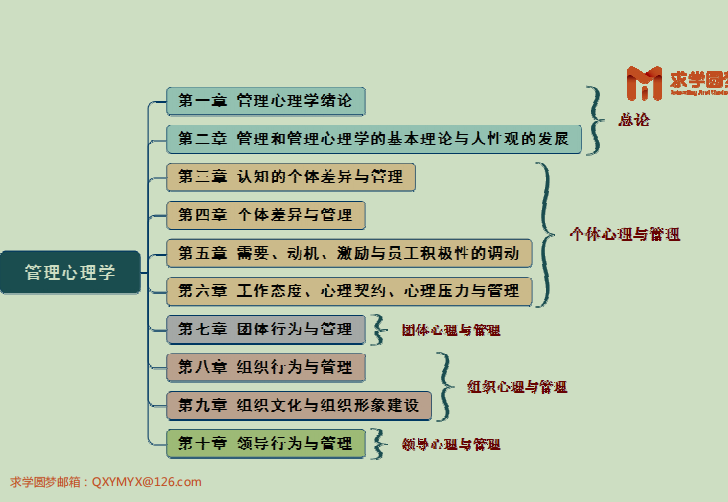 求学圆梦
第一章 管理心理学绪论
总论
第二章 管理和管理心理学的基本理论与人性观的发展
第三章 认知的个体差异与管理
第四章 个体差异与管理
个体心理与管理
第五章 需要、动机、激励与员工积极性的调动
管理心理学
第六章 工作态度、心理契约、心理压力与管理
第七章 团体行为与管理
团体心理与管理
第八章 组织行为与管理
组织心理与管理
第九章 组织文化与组织形象建设
第十章 领导行为与管理
领导心理与管理
求学圆梦邮箱：QXYMYX@126.com